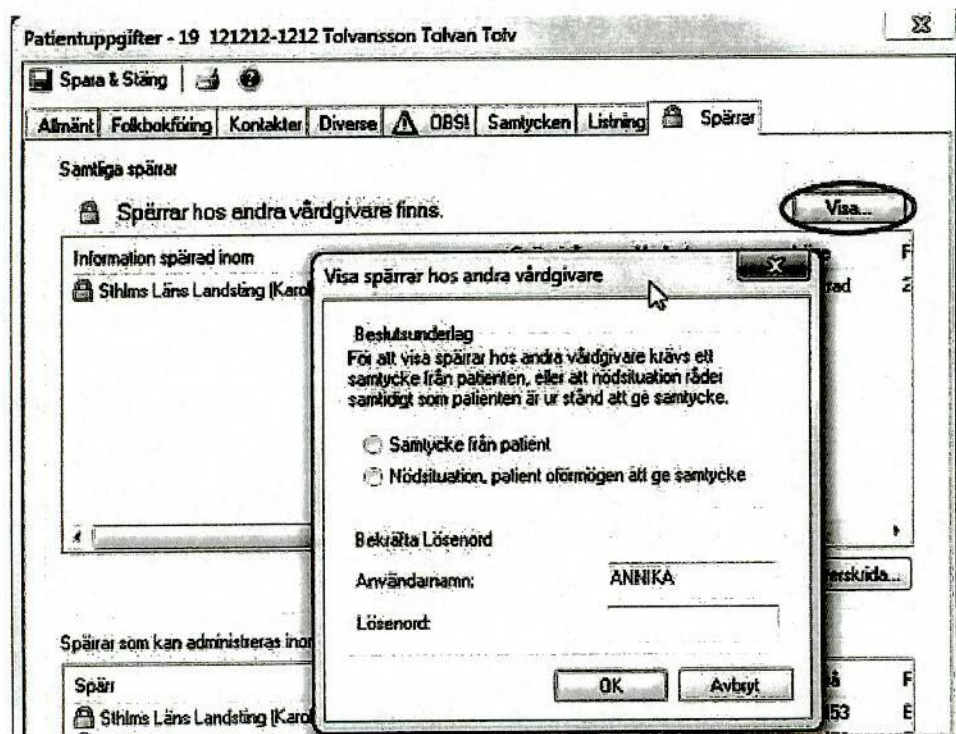 Patientuppgifter - 19 121212-1212 Tolvansson Tolvan Tolv
Spara & Stäng
Allmänt Folkbokföring Kontakter Diverse OBS! Samtycken Listning Spärrar
Samtliga spärrar
Spärrar hos andra vårdgivare finns.
Visa...
Information spärrad inom
F
Sthlms Läns Landsting (Karol
rad
Visa spärrar hos andra vårdgivare
Beslutsunderlag
För att visa spärrar hos andra vårdgivare krävs ett
samtycke från patienten, eller att nödsituation råder
samtidigt som patienten är ur stånd att ge samtycke.
Samtycke från patient
Nödsituation, patient oförmögen att ge samtycke
Bekräfta Lösenord
Användarnamn: ANNIKA
Lösenord:
OK Avbryt
erskrida...
Spärrar som kan administreras inor
Spärr
F
Sthlms Läns Landsting (Karol
53 E